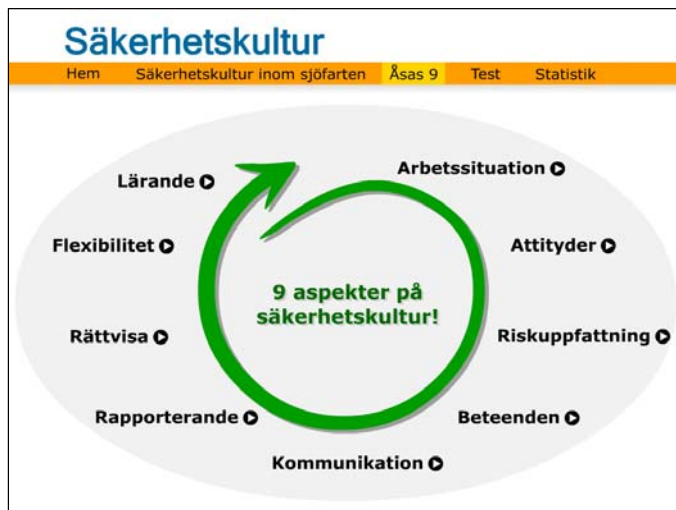 Säkerhetskultur
Hem Säkerhetskultur inom sjöfarten Åsas 9 Test Statistik
Arbetssituation
Attityder
Riskuppfattning
Beteenden
Kommunikation
Rapporterande
Rättvisa
Flexibilitet
Lärande
9 aspekter på
säkerhetskultur!